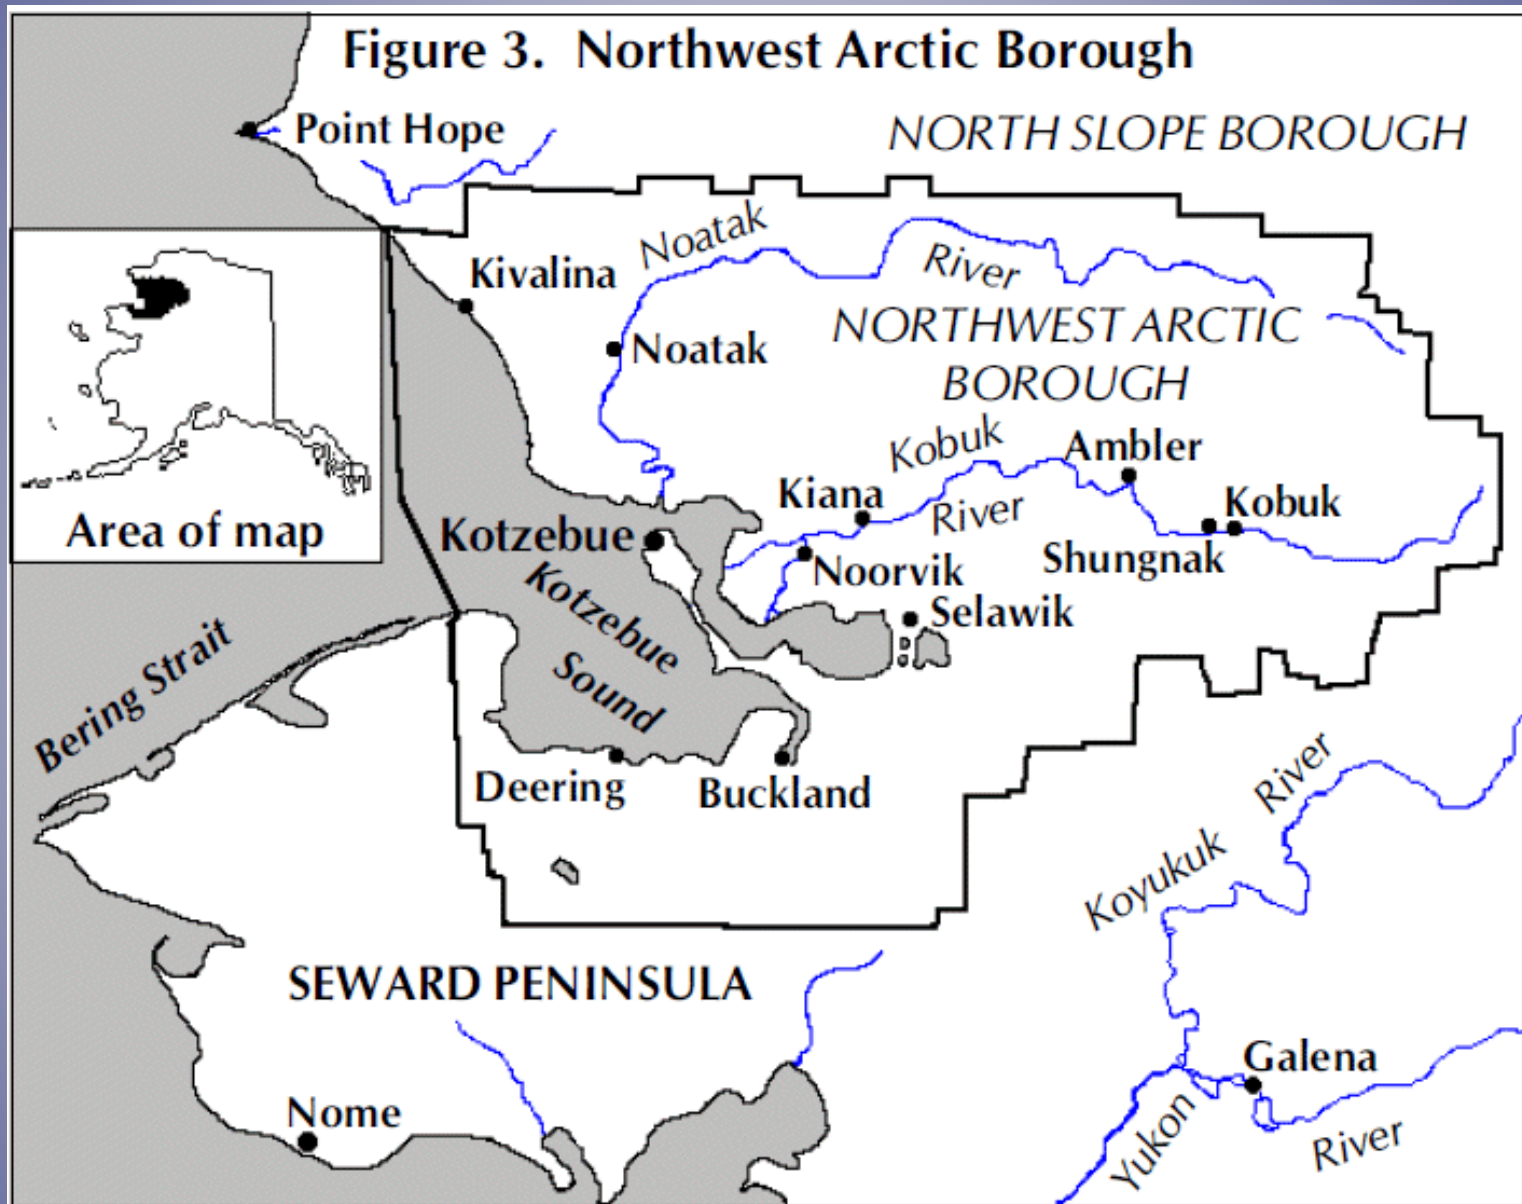 Figure 3. Northwest Arctic Borough
Point Hope
NORTH SLOPE BOROUGH
Noatak
River
Kivalina
Noatak
NORTHWEST ARCTIC
BOROUGH
Kobuk
River
Ambler
Kiana
Kobuk
Shungnak
Area of map
Kotzebue
Noorvik
Selawik
Kotzebue
Sound
Bering Strait
Deering
Buckland
Koyukuk
River
SEWARD PENINSULA
Galena
Nome
Yukon
River